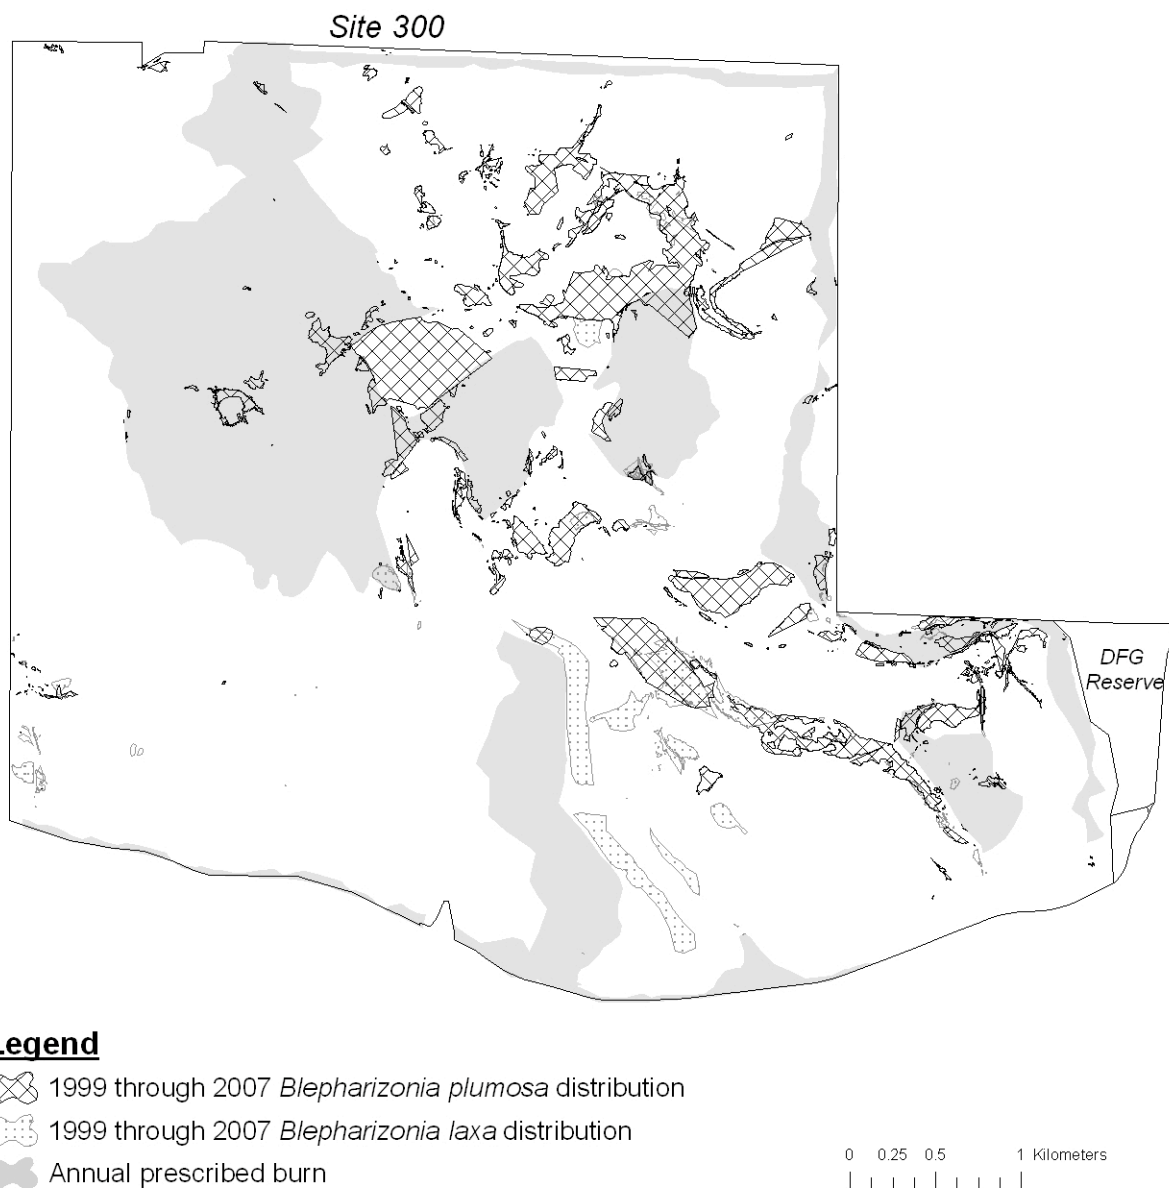 Site 300
DFG
Reserve
Legend
1999 through 2007 Blepharizonia plumosa distribution
1999 through 2007 Blepharizonia laxa distribution
Annual prescribed burn
0 0.25 0.5 1 Kilometers